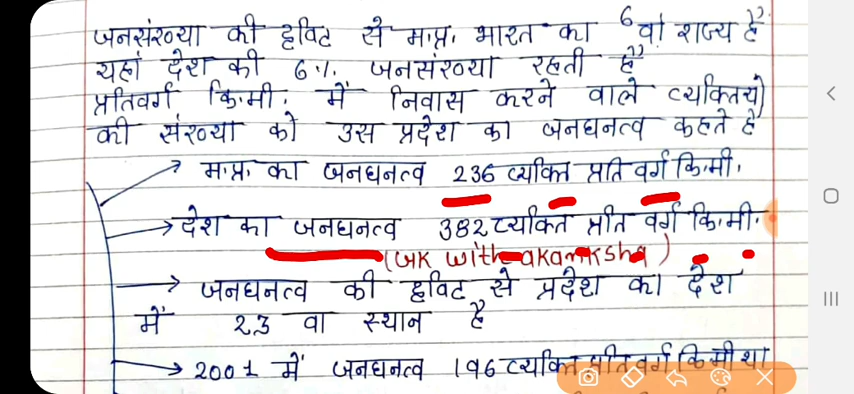 जनसंख्या की दृष्टि से म.प्र. भारत का 6 वां राज्य है
यहां देश की 6% जनसंख्या रहती है
प्रतिवर्ग कि.मी. में निवास करने वाले व्यक्तियो
की संख्या को उस प्रदेश का जनघनत्व कहते है
म.प्र. का जनघनत्व 236 व्यक्ति प्रति वर्ग कि.मी.
देश का जनघनत्व 382 व्यक्ति प्रति वर्ग कि.मी.
(GK with akanksha)
जनघनत्व की दृष्टि से प्रदेश का देश
में 23 वा स्थान है
2001 में जनघनत्व 196 व्यक्ति प्रति वर्ग कि.मी था